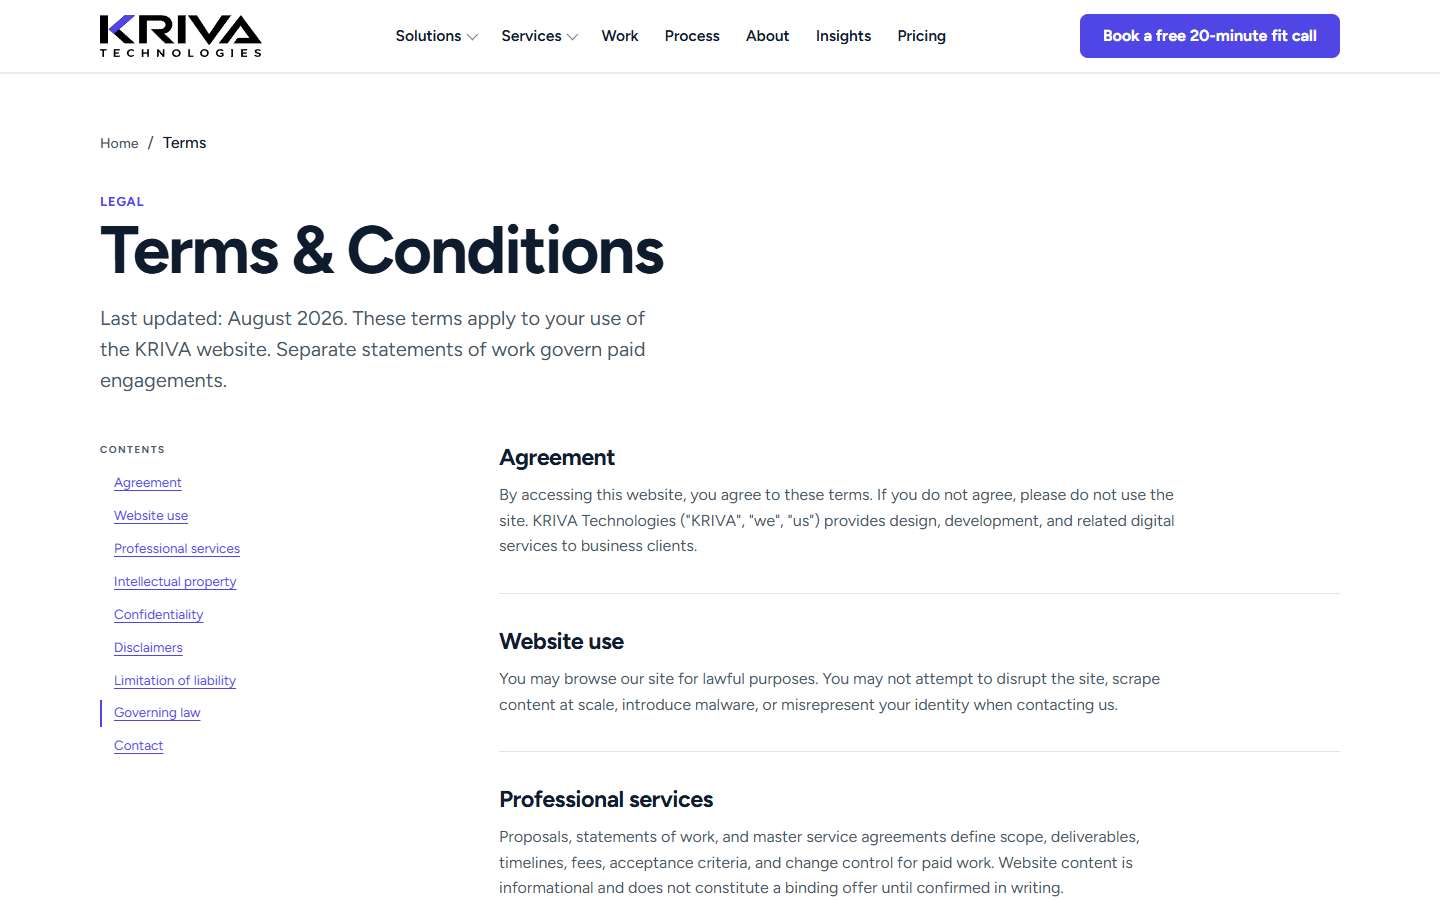 KRIVA
TECHNOLOGIES
Solutions
Services
Work
Process
About
Insights
Pricing
Book a free 20-minute fit call
Home / Terms
LEGAL
Terms & Conditions
Last updated: August 2026. These terms apply to your use of
the KRIVA website. Separate statements of work govern paid
engagements.
CONTENTS
Agreement
Website use
Professional services
Intellectual property
Confidentiality
Disclaimers
Limitation of liability
Governing law
Contact
Agreement
By accessing this website, you agree to these terms. If you do not agree, please do not use the
site. KRIVA Technologies ("KRIVA", "we", "us") provides design, development, and related digital
services to business clients.
Website use
You may browse our site for lawful purposes. You may not attempt to disrupt the site, scrape
content at scale, introduce malware, or misrepresent your identity when contacting us.
Professional services
Proposals, statements of work, and master service agreements define scope, deliverables,
timelines, fees, acceptance criteria, and change control for paid work. Website content is
informational and does not constitute a binding offer until confirmed in writing.